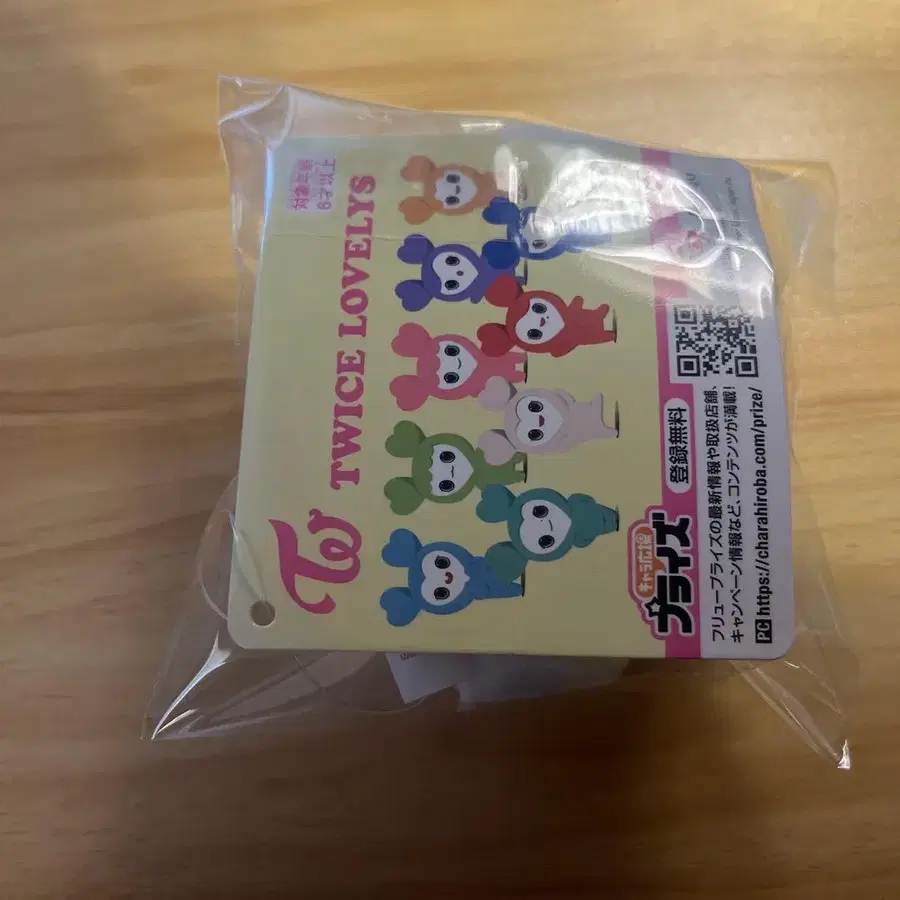 対象年齢
6才以上
TWICE LOVELYS
キャラ広場
プライズ
登録無料
フリュープライズの最新情報や取扱店舗、
キャンペーン情報など、コンテンツが満載!
PC https://charahiroba.com/prize/